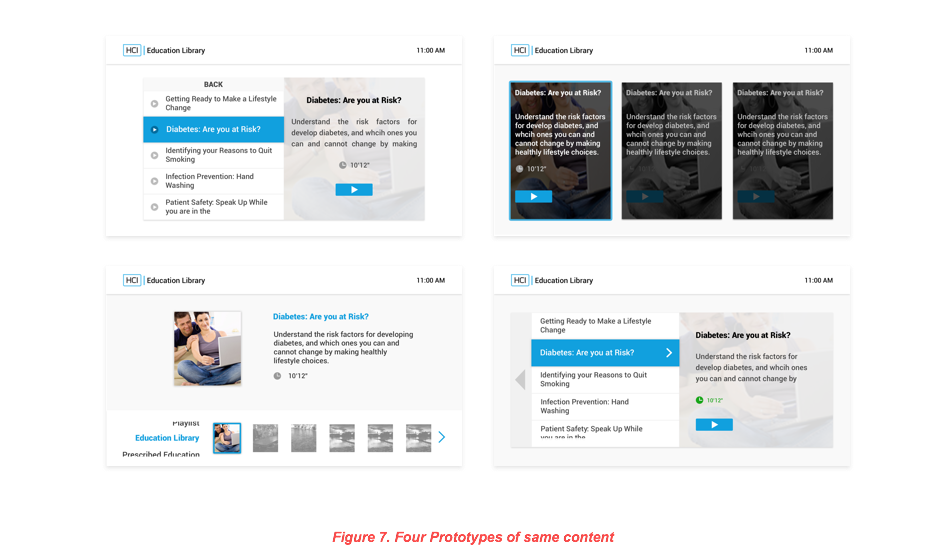 HCI Education Library 11:00 AM
BACK
Getting Ready to Make a Lifestyle
Change
Diabetes: Are you at Risk?
Identifying your Reasons to Quit
Smoking
Infection Prevention: Hand
Washing
Patient Safety: Speak Up While
you are in the
Diabetes: Are you at Risk?
Understand the risk factors for
develop diabetes, and whcih ones you
can and cannot change by making
10'12"
HCI Education Library 11:00 AM
Diabetes: Are you at Risk?
Understand the risk factors
for develop diabetes, and
which ones you can and
cannot change by making
healthly lifestyle choices.
10'12"
Diabetes: Are you at Risk?
Understand the risk factors
for develop diabetes, and
which ones you can and
cannot change by making
healthly lifestyle choices.
Diabetes: Are you at Risk?
Understand the risk factors
for develop diabetes, and
which ones you can and
cannot change by making
healthly lifestyle choices.
HCI Education Library 11:00 AM
Diabetes: Are you at Risk?
Understand the risk factors for developing
diabetes, and which ones you can and
cannot change by making healthly
lifestyle choices.
10'12"
Playlist
Education Library
Prescribed Education
HCI Education Library 11:00 AM
Getting Ready to Make a Lifestyle
Change
Diabetes: Are you at Risk?
Identifying your Reasons to Quit
Smoking
Infection Prevention: Hand
Washing
Patient Safety: Speak Up While
you are in the
Diabetes: Are you at Risk?
Understand the risk factors for
develop diabetes, and whcih ones
you can and cannot change by
10'12"
Figure 7. Four Prototypes of same content